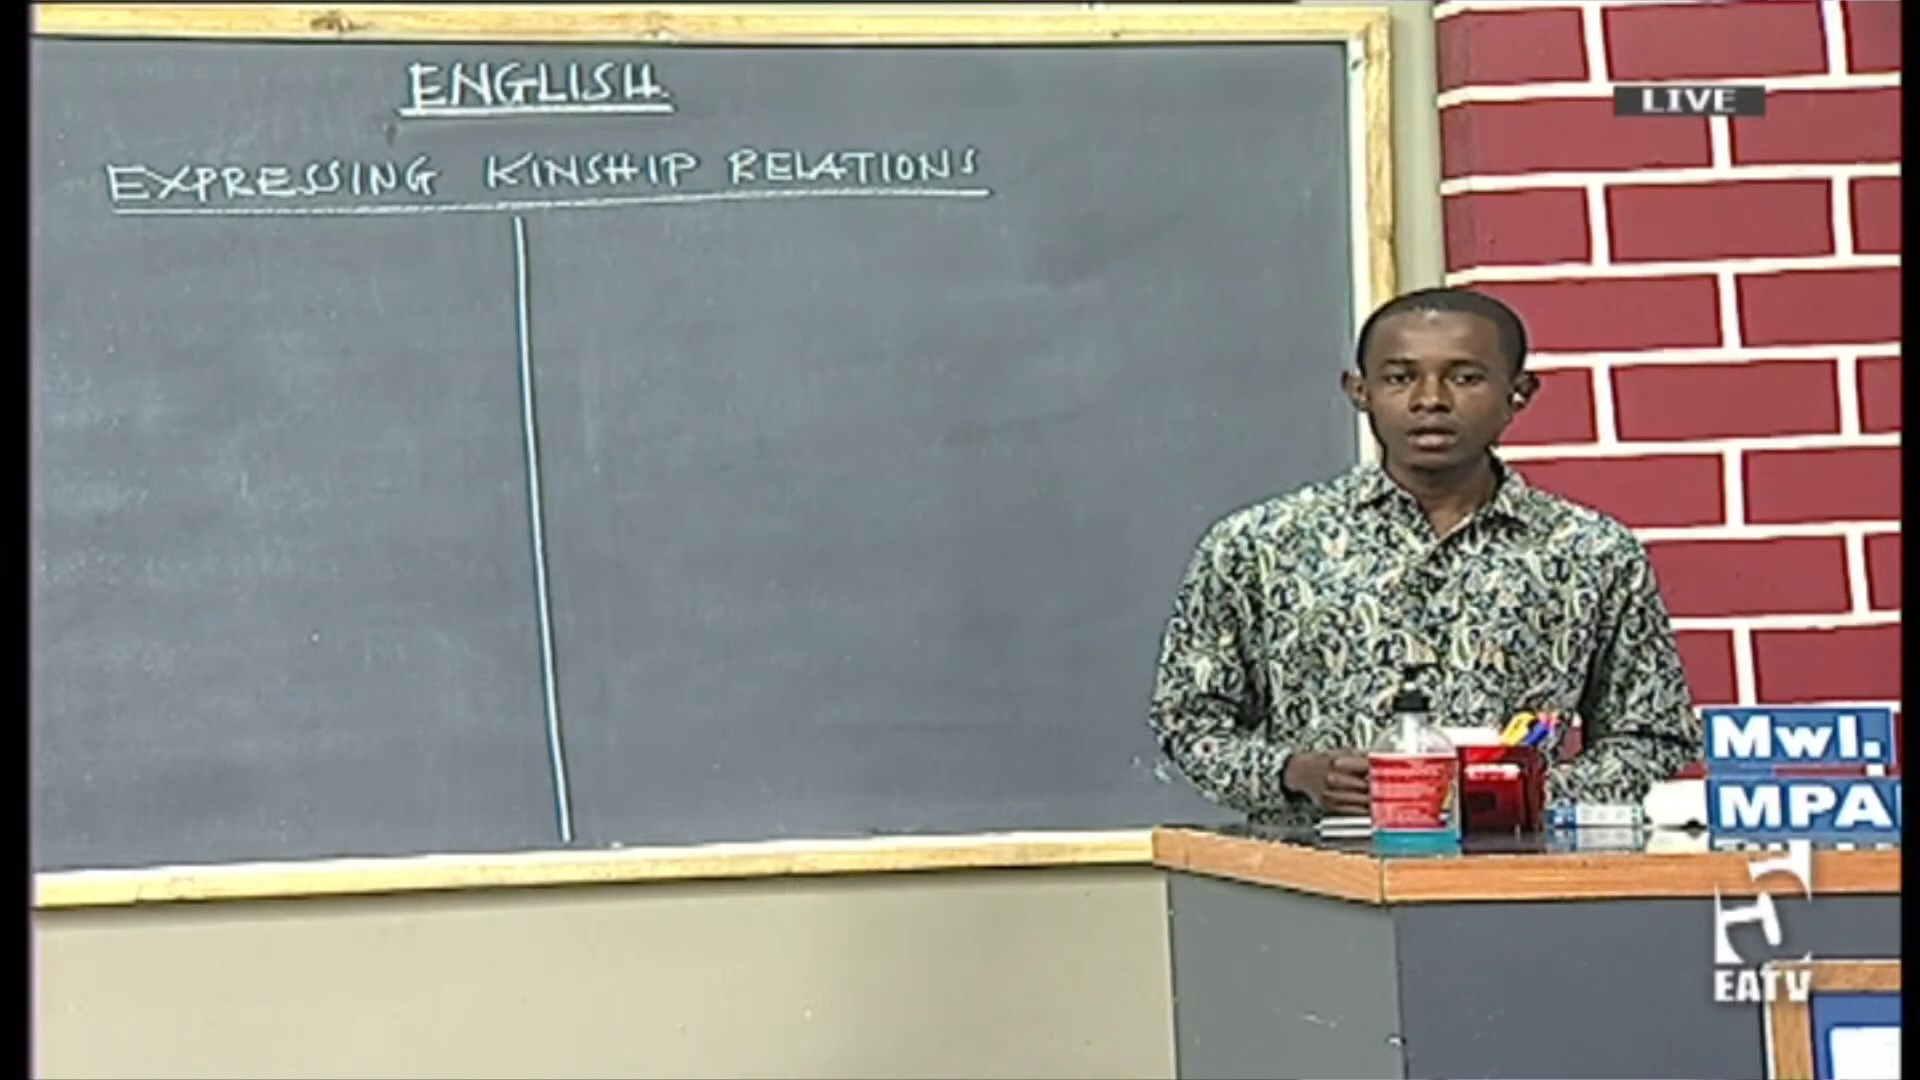 ENGLISH
EXPRESSING KINSHIP RELATIONS
LIVE
Mwl.
MPA
EATV